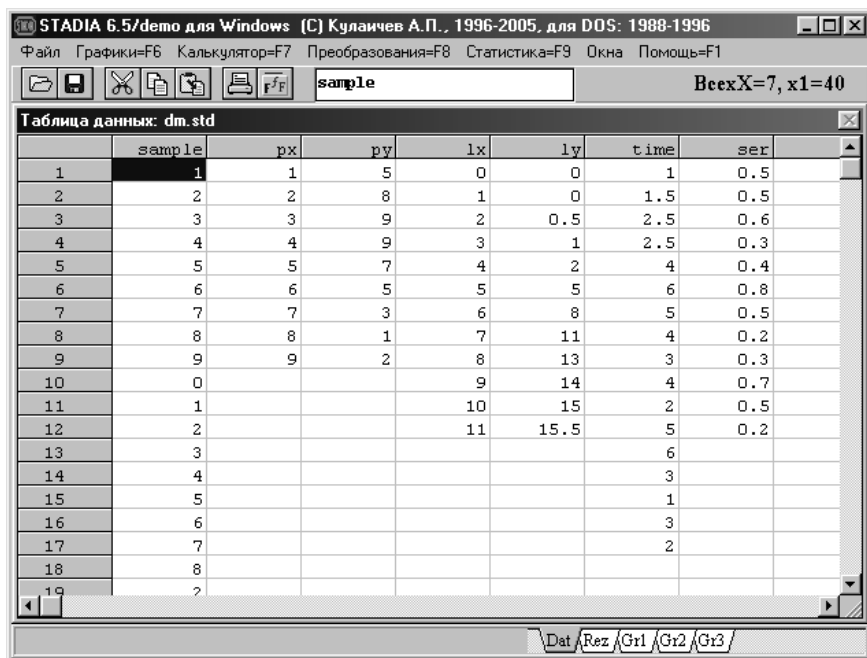 STADIA 6.5/demo для Windows (C) Кулаичев А.П., 1996-2005, для DOS: 1988-1996
Файл Графики=F6 Калькулятор=F7 Преобразования=F8 Статистика=F9 Окна Помощь=F1
sample ВсехX=7, x1=40
Таблица данных: dm.std
sample px py lx ly time ser
1 1 1 5 0 0 1 0.5
2 2 2 8 1 0 1.5 0.5
3 3 3 9 2 0.5 2.5 0.6
4 4 4 9 3 1 2.5 0.3
5 5 5 7 4 2 4 0.4
6 6 6 5 5 5 6 0.8
7 7 7 3 6 8 5 0.5
8 8 8 1 7 11 4 0.2
9 9 9 2 8 13 3 0.3
10 0 9 14 4 0.7
11 1 10 15 2 0.5
12 2 11 15.5 5 0.2
13 3 6
14 4 3
15 5 1
16 6 3
17 7 2
18 8
19 2
Dat Rez Gr1 Gr2 Gr3